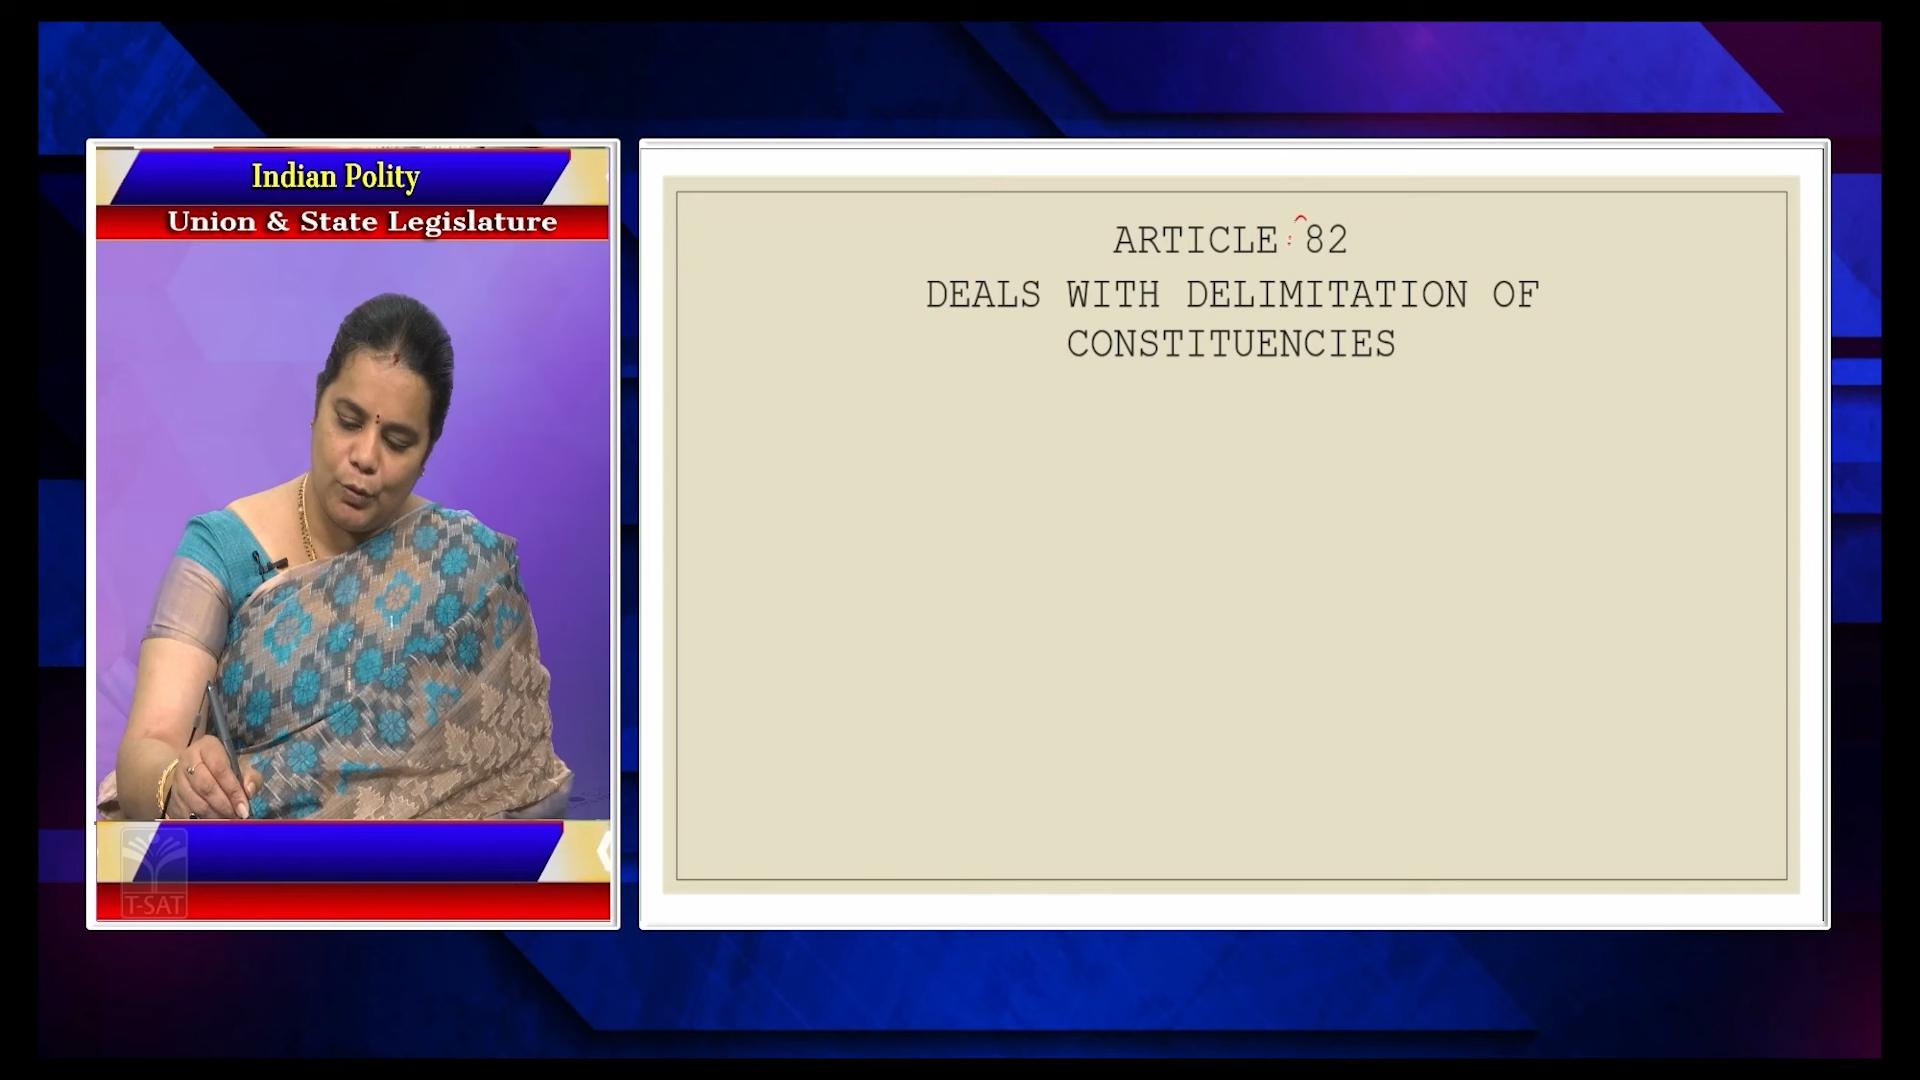 Indian Polity
Union & State Legislature
ARTICLE 82
DEALS WITH DELIMITATION OF
CONSTITUENCIES
T-SAT